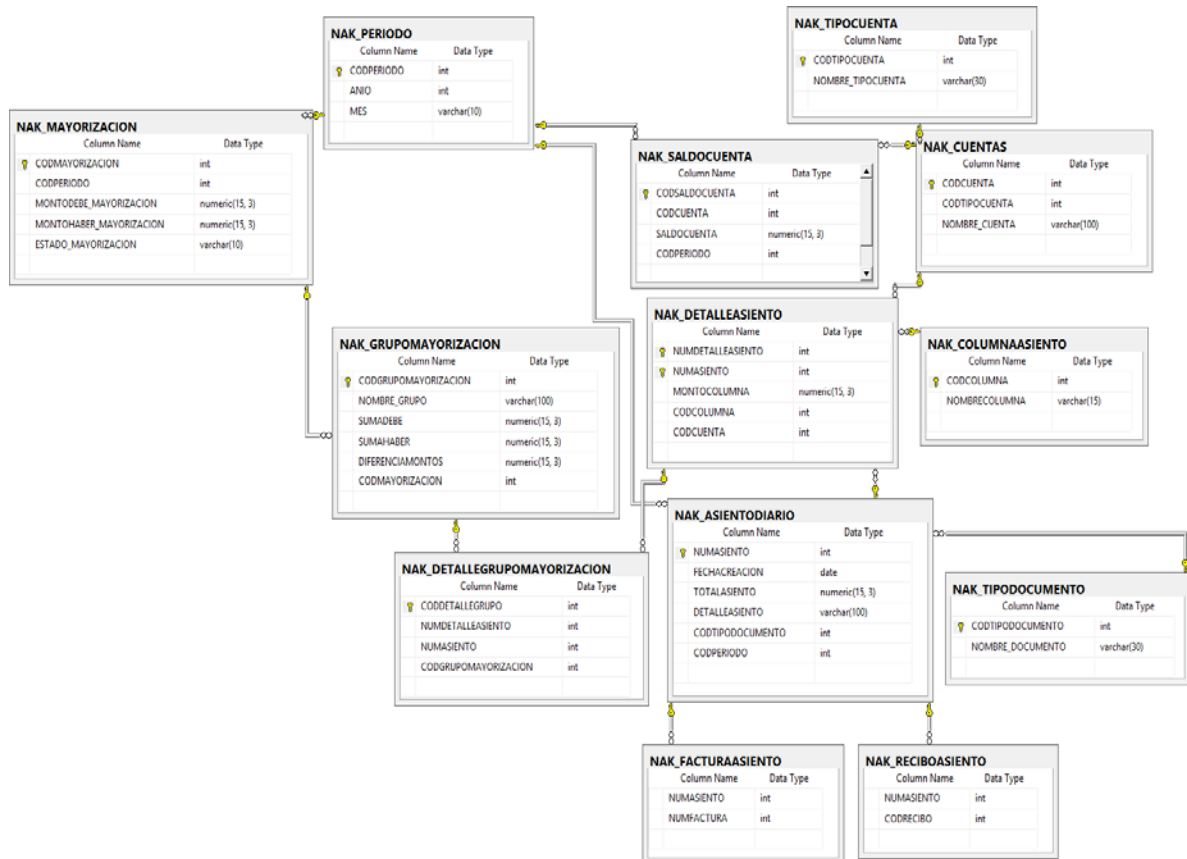 NAK_PERIODO
Column Name Data Type
CODPERIODO int
ANIO int
MES varchar(10)
NAK_TIPOCUENTA
Column Name Data Type
CODTIPOCUENTA int
NOMBRE_TIPOCUENTA varchar(30)
NAK_MAYORIZACION
Column Name Data Type
CODMAYORIZACION int
CODPERIODO int
MONTODEBE_MAYORIZACION numeric(15, 3)
MONTOHABER_MAYORIZACION numeric(15, 3)
ESTADO_MAYORIZACION varchar(10)
NAK_SALDOCUENTA
Column Name Data Type
CODSALDOCUENTA int
CODCUENTA int
SALDOCUENTA numeric(15, 3)
CODPERIODO int
NAK_CUENTAS
Column Name Data Type
CODCUENTA int
CODTIPOCUENTA int
NOMBRE_CUENTA varchar(100)
NAK_DETALLEASIENTO
Column Name Data Type
NUMDETALLEASIENTO int
NUMASIENTO int
MONTOCOLUMNA numeric(15, 3)
CODCOLUMNA int
CODCUENTA int
NAK_COLUMNAASIENTO
Column Name Data Type
CODCOLUMNA int
NOMBRECOLUMNA varchar(15)
NAK_GRUPOMAYORIZACION
Column Name Data Type
CODGRUPOMAYORIZACION int
NOMBRE_GRUPO varchar(100)
SUMADEBE numeric(15, 3)
SUMAHABER numeric(15, 3)
DIFERENCIAMONTOS numeric(15, 3)
CODMAYORIZACION int
NAK_ASIENTODIARIO
Column Name Data Type
NUMASIENTO int
FECHACREACION date
TOTALASIENTO numeric(15, 3)
DETALLEASIENTO varchar(100)
CODTIPODOCUMENTO int
CODPERIODO int
NAK_DETALLEGRUPOMAYORIZACION
Column Name Data Type
CODDETALLEGRUPO int
NUMDETALLEASIENTO int
NUMASIENTO int
CODGRUPOMAYORIZACION int
NAK_TIPODOCUMENTO
Column Name Data Type
CODTIPODOCUMENTO int
NOMBRE_DOCUMENTO varchar(30)
NAK_FACTURAASIENTO
Column Name Data Type
NUMASIENTO int
NUMFACTURA int
NAK_RECIBOASIENTO
Column Name Data Type
NUMASIENTO int
CODRECIBO int